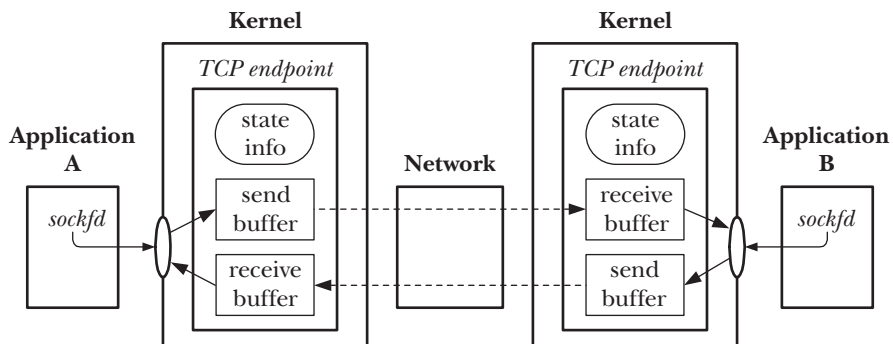 Kernel
Kernel
TCP endpoint
TCP endpoint
Application
A
state
info
Network
state
info
Application
B
sockfd
send
buffer
receive
buffer
sockfd
receive
buffer
send
buffer